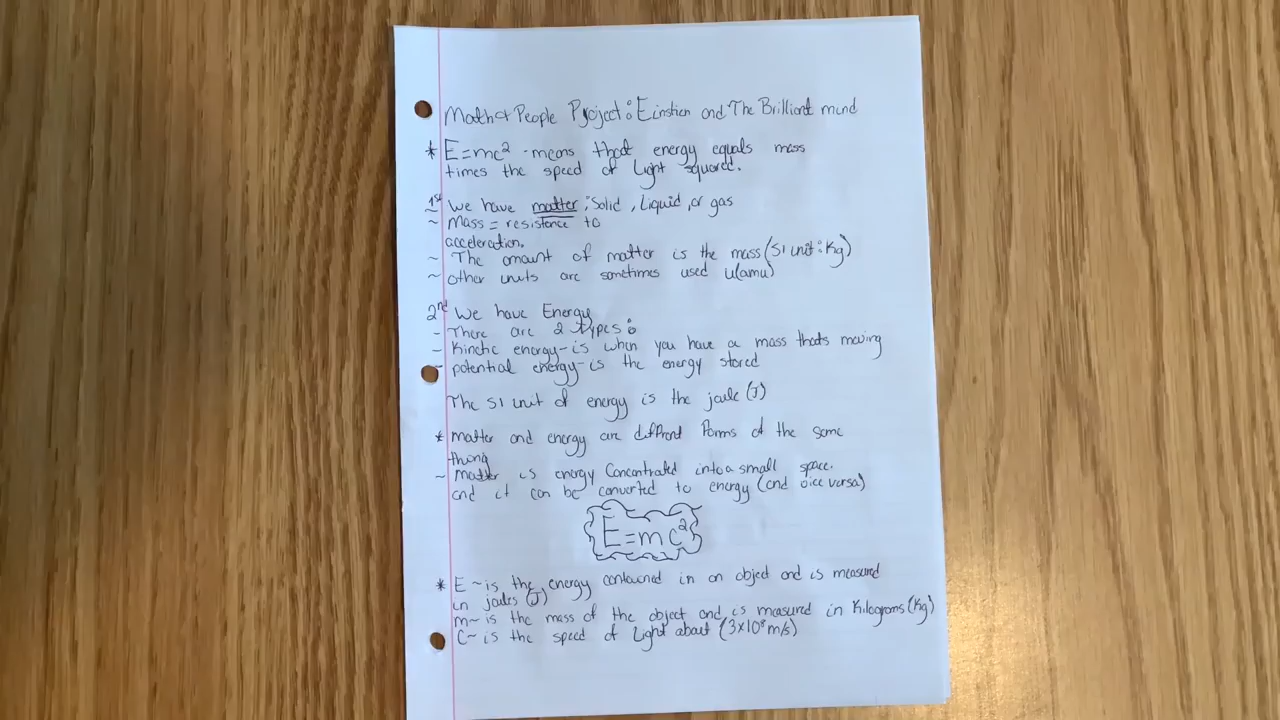 Math & People Project: Einstien and The Brilliant mind
* E=mc² - means that energy equals mass
times the speed of Light squared.
1st We have matter; Solid, Liquid, or gas
~ Mass = resistance to
acceleration.
~ The amount of matter is the mass (SI unit: Kg)
~ other units are sometimes used u(amu)
2nd We have Energy
- There are 2 types:
~ Kinetic energy - is when you have a mass thats moving
- potential energy - is the energy stored
The SI unit of energy is the joule (J)
* matter and energy are diffrent Forms of the same
thing
~ Matter is energy Concentrated into a small space.
and it can be converted to energy (and vice versa)
E=mc²
* E ~ is the energy contained in an object and is measured
in joules (J)
m~ is the mass of the object and is measured in Kilograms (Kg)
C~ is the speed of Light about (3x10⁸ m/s)